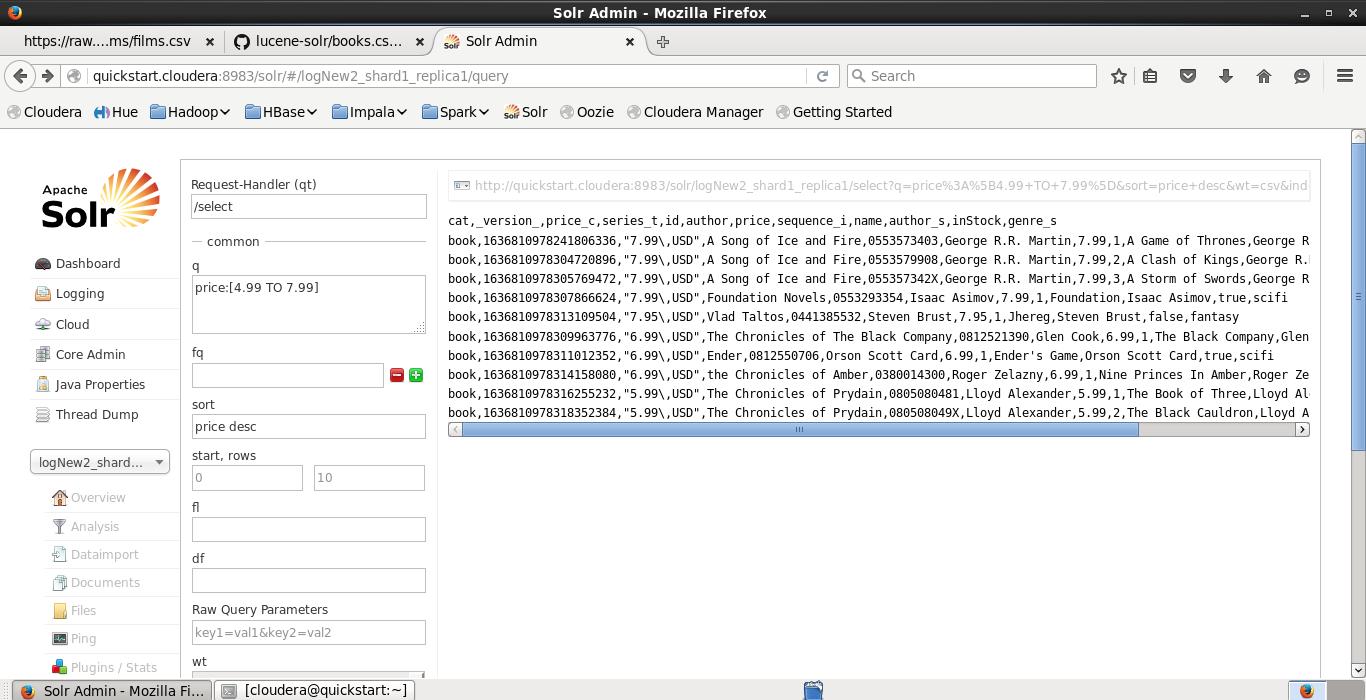 Solr Admin - Mozilla Firefox
https://raw....ms/films.csv
lucene-solr/books.cs...
Solr Admin
quickstart.cloudera:8983/solr/#/logNew2_shard1_replica1/query
Search
Cloudera Hue Hadoop HBase Impala Spark Solr Oozie Cloudera Manager Getting Started
Apache
Solr
Dashboard
Logging
Cloud
Core Admin
Java Properties
Thread Dump
logNew2_shard...
Overview
Analysis
Dataimport
Documents
Files
Ping
Plugins / Stats
Request-Handler (qt)
/select
common
q
price:[4.99 TO 7.99]
fq
sort
price desc
start, rows
0 10
fl
df
Raw Query Parameters
key1=val1&key2=val2
wt
http://quickstart.cloudera:8983/solr/logNew2_shard1_replica1/select?q=price%3A%5B4.99+TO+7.99%5D&sort=price+desc&wt=csv&ind
cat,_version_,price_c,series_t,id,author,price,sequence_i,name,author_s,inStock,genre_s
book,1636810978241806336,"7.99\,USD",A Song of Ice and Fire,0553573403,George R.R. Martin,7.99,1,A Game of Thrones,George R
book,1636810978304720896,"7.99\,USD",A Song of Ice and Fire,0553579908,George R.R. Martin,7.99,2,A Clash of Kings,George R.
book,1636810978305769472,"7.99\,USD",A Song of Ice and Fire,055357342X,George R.R. Martin,7.99,3,A Storm of Swords,George R
book,1636810978307866624,"7.99\,USD",Foundation Novels,0553293354,Isaac Asimov,7.99,1,Foundation,Isaac Asimov,true,scifi
book,1636810978313109504,"7.95\,USD",Vlad Taltos,0441385532,Steven Brust,7.95,1,Jhereg,Steven Brust,false,fantasy
book,1636810978309963776,"6.99\,USD",The Chronicles of The Black Company,0812521390,Glen Cook,6.99,1,The Black Company,Glen
book,1636810978311012352,"6.99\,USD",Ender,0812550706,Orson Scott Card,6.99,1,Ender's Game,Orson Scott Card,true,scifi
book,1636810978314158080,"6.99\,USD",the Chronicles of Amber,0380014300,Roger Zelazny,6.99,1,Nine Princes In Amber,Roger Ze
book,1636810978316255232,"5.99\,USD",The Chronicles of Prydain,0805080481,Lloyd Alexander,5.99,1,The Book of Three,Lloyd Al
book,1636810978318352384,"5.99\,USD",The Chronicles of Prydain,080508049X,Lloyd Alexander,5.99,2,The Black Cauldron,Lloyd A
Solr Admin - Mozilla Fi...
[cloudera@quickstart:~]